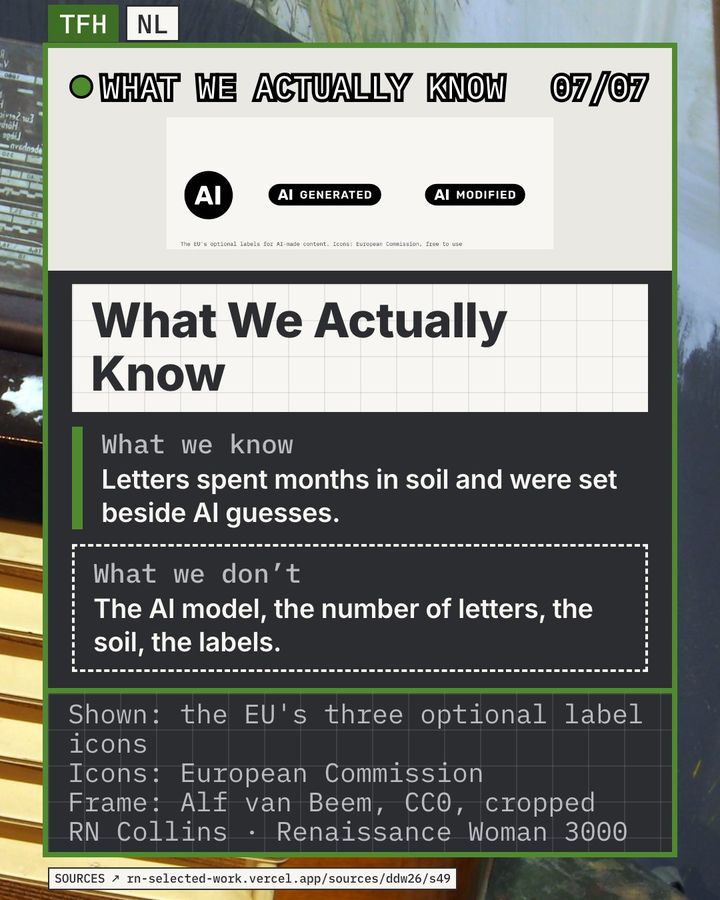 TFH NL
WHAT WE ACTUALLY KNOW 07/07
AI AI GENERATED AI MODIFIED
The EU's optional labels for AI-made content. Icons: European Commission, free to use
What We Actually
Know
What we know
Letters spent months in soil and were set
beside AI guesses.
What we don’t
The AI model, the number of letters, the
soil, the labels.
Shown: the EU's three optional label
icons
Icons: European Commission
Frame: Alf van Beem, CC0, cropped
RN Collins · Renaissance Woman 3000
SOURCES ↗ rn-selected-work.vercel.app/sources/ddw26/s49